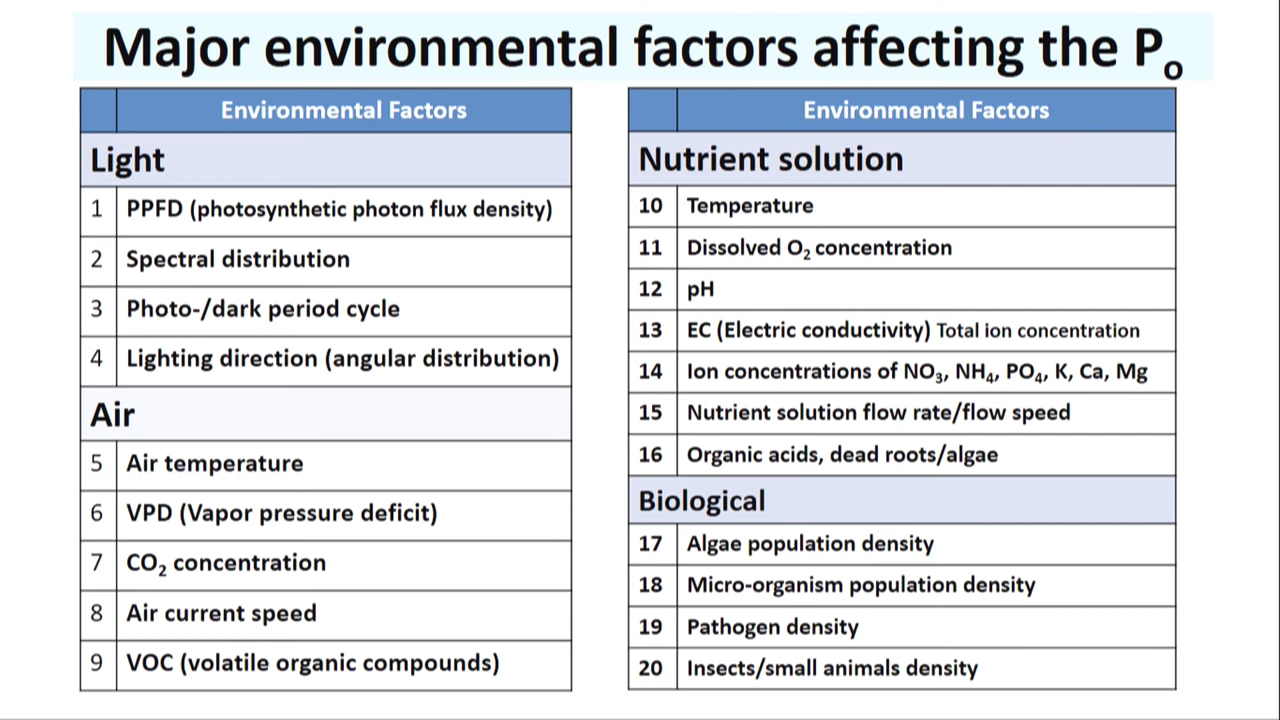 Major environmental factors affecting the Po
Environmental Factors
Light
1 PPFD (photosynthetic photon flux density)
2 Spectral distribution
3 Photo-/dark period cycle
4 Lighting direction (angular distribution)
Air
5 Air temperature
6 VPD (Vapor pressure deficit)
7 CO2 concentration
8 Air current speed
9 VOC (volatile organic compounds)
Environmental Factors
Nutrient solution
10 Temperature
11 Dissolved O2 concentration
12 pH
13 EC (Electric conductivity) Total ion concentration
14 Ion concentrations of NO3, NH4, PO4, K, Ca, Mg
15 Nutrient solution flow rate/flow speed
16 Organic acids, dead roots/algae
Biological
17 Algae population density
18 Micro-organism population density
19 Pathogen density
20 Insects/small animals density